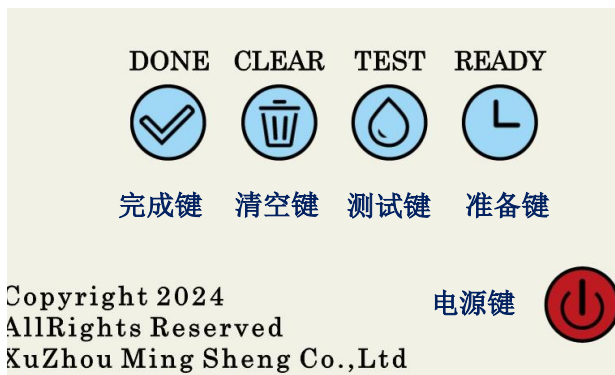 DONE CLEAR TEST READY
完成键 清空键 测试键 准备键
电源键
Copyright 2024
AllRights Reserved
XuZhou Ming Sheng Co.,Ltd